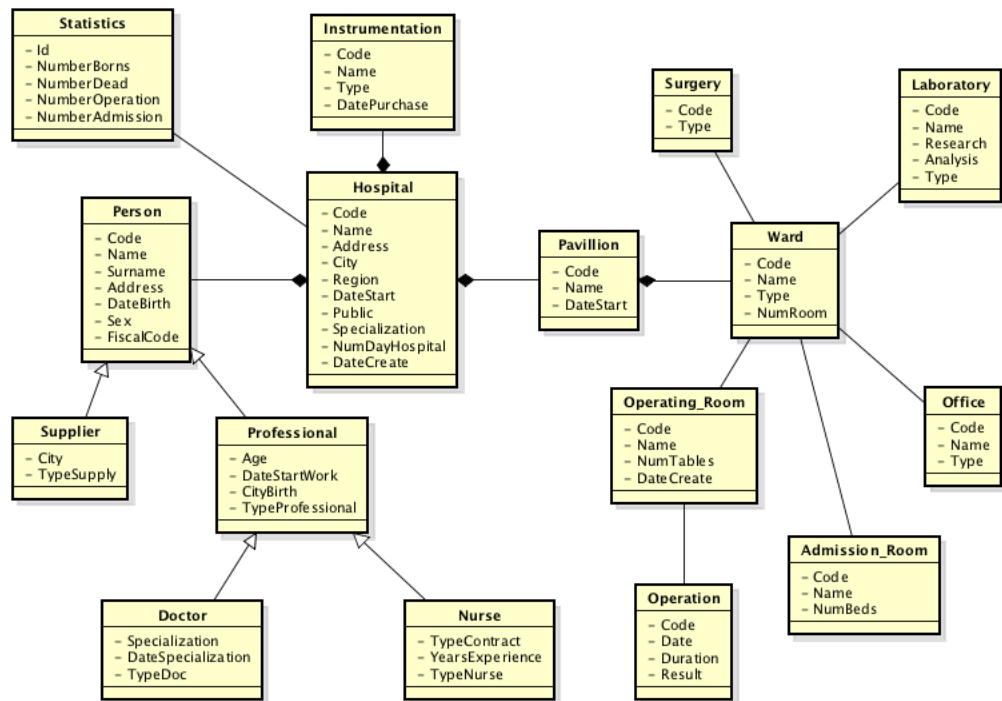 Statistics
- Id
- NumberBorns
- NumberDead
- NumberOperation
- NumberAdmission
Instrumentation
- Code
- Name
- Type
- DatePurchase
Surgery
- Code
- Type
Laboratory
- Code
- Name
- Research
- Analysis
- Type
Person
- Code
- Name
- Surname
- Address
- DateBirth
- Sex
- FiscalCode
Hospital
- Code
- Name
- Address
- City
- Region
- DateStart
- Public
- Specialization
- NumDayHospital
- DateCreate
Pavillion
- Code
- Name
- DateStart
Ward
- Code
- Name
- Type
- NumRoom
Supplier
- City
- TypeSupply
Professional
- Age
- DateStartWork
- CityBirth
- TypeProfessional
Operating_Room
- Code
- Name
- NumTables
- DateCreate
Office
- Code
- Name
- Type
Admission_Room
- Code
- Name
- NumBeds
Doctor
- Specialization
- DateSpecialization
- TypeDoc
Nurse
- TypeContract
- YearsExperience
- TypeNurse
Operation
- Code
- Date
- Duration
- Result